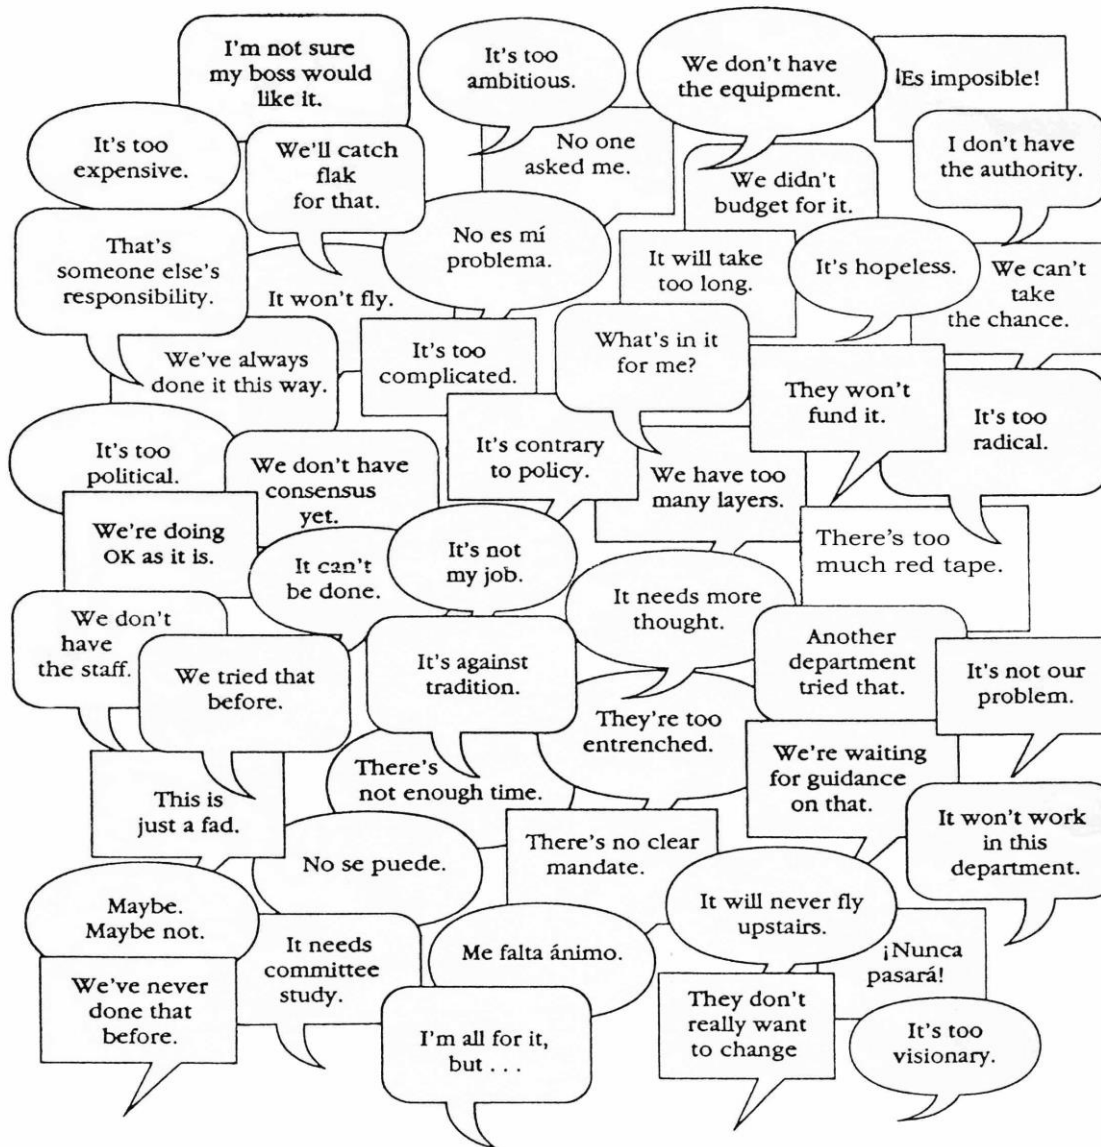 I'm not sure
my boss would
like it.
It's too
ambitious.
We don't have
the equipment.
¡Es imposible!
It's too
expensive.
We'll catch
flak
for that.
No one
asked me.
We didn't
budget for it.
I don't have
the authority.
That's
someone else's
responsibility.
It won't fly.
No es mí
problema.
It will take
too long.
It's hopeless.
We can't
take
the chance.
We've always
done it this way.
It's too
complicated.
What's in it
for me?
They won't
fund it.
It's too
radical.
It's too
political.
We don't have
consensus
yet.
It's contrary
to policy.
We have too
many layers.
We're doing
OK as it is.
It can't
be done.
It's not
my job.
It needs more
thought.
There's too
much red tape.
We don't
have
the staff.
We tried that
before.
It's against
tradition.
They're too
entrenched.
Another
department
tried that.
It's not our
problem.
This is
just a fad.
There's
not enough time.
We're waiting
for guidance
on that.
It won't work
in this
department.
No se puede.
There's no clear
mandate.
It will never fly
upstairs.
Maybe.
Maybe not.
It needs
committee
study.
Me falta ánimo.
¡Nunca
pasará!
We've never
done that
before.
I'm all for it,
but . . .
They don't
really want
to change
It's too
visionary.